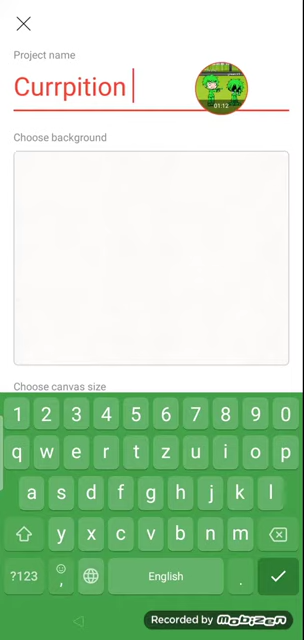 Project name
Currpition
01:12
Choose background
Choose canvas size
1 2 3 4 5 6 7 8 9 0
q w e r t z u i o p
a s d f g h j k l
y x c v b n m
?123 , English .
Recorded by mobizen